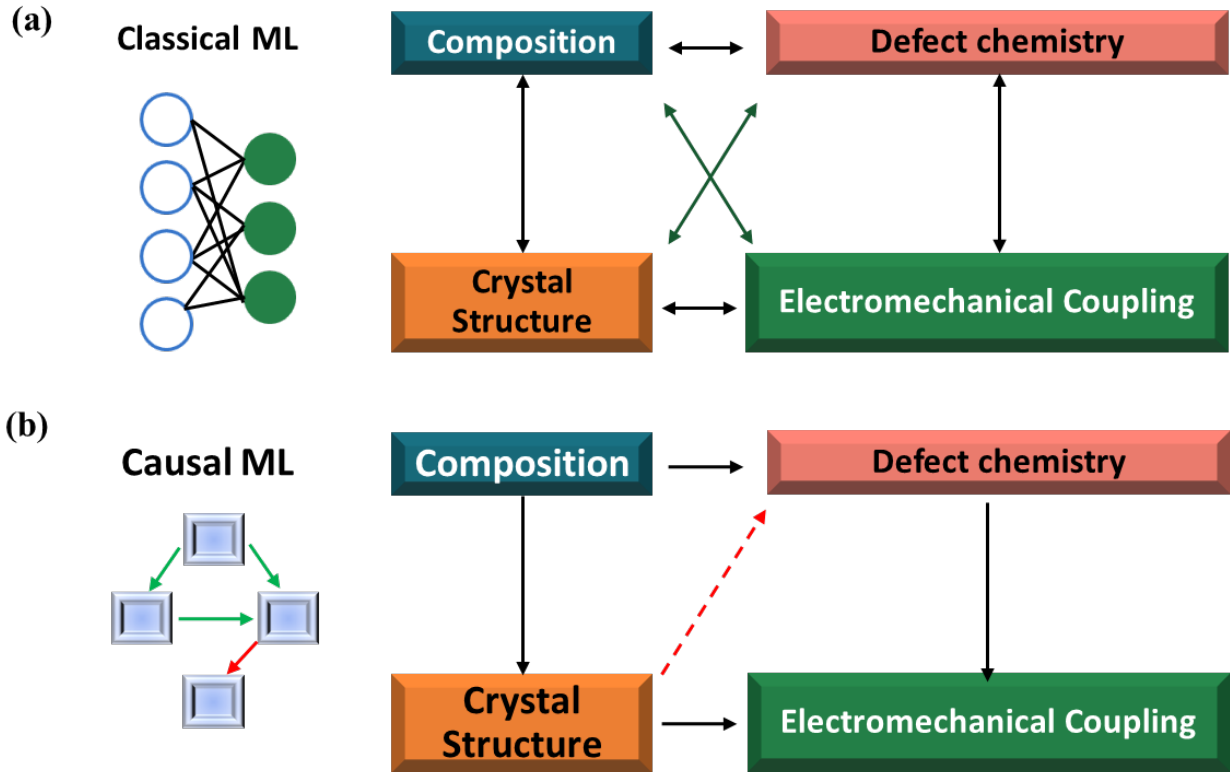 (a)
Classical ML
Composition
Defect chemistry
Crystal
Structure
Electromechanical Coupling
(b)
Causal ML
Composition
Defect chemistry
Crystal
Structure
Electromechanical Coupling